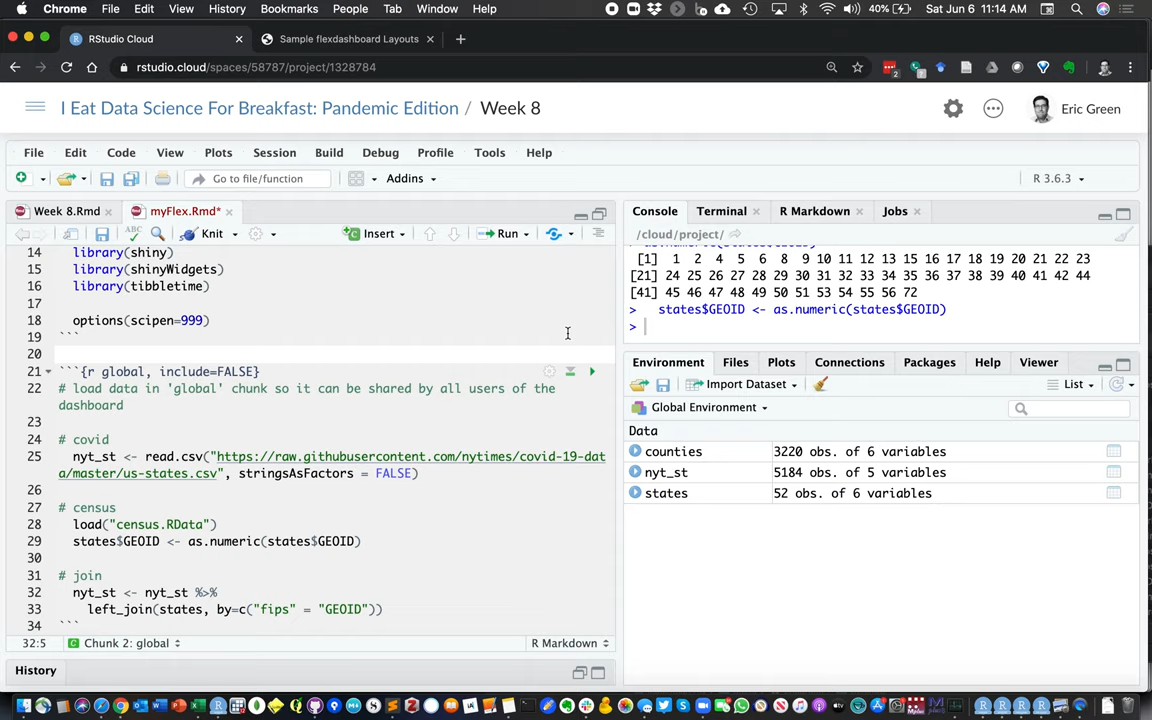 Chrome File Edit View History Bookmarks People Tab Window Help 40% Sat Jun 6 11:14 AM
RStudio Cloud Sample flexdashboard Layouts
rstudio.cloud/spaces/58787/project/1328784
I Eat Data Science For Breakfast: Pandemic Edition / Week 8 Eric Green
File Edit Code View Plots Session Build Debug Profile Tools Help
Go to file/function Addins R 3.6.3
Week 8.Rmd myFlex.Rmd*
Knit Insert Run
14 library(shiny)
15 library(shinyWidgets)
16 library(tibbletime)
17
18 options(scipen=999)
19 ```
20
21 ```{r global, include=FALSE}
22 # load data in 'global' chunk so it can be shared by all users of the
dashboard
23
24 # covid
25 nyt_st <- read.csv("https://raw.githubusercontent.com/nytimes/covid-19-dat
a/master/us-states.csv", stringsAsFactors = FALSE)
26
27 # census
28 load("census.RData")
29 states$GEOID <- as.numeric(states$GEOID)
30
31 # join
32 nyt_st <- nyt_st %>%
33 left_join(states, by=c("fips" = "GEOID"))
34 ```
32:5 Chunk 2: global R Markdown
History
Console Terminal R Markdown Jobs
/cloud/project/
> as.numeric(states$GEOID)
[1] 1 2 4 5 6 8 9 10 11 12 13 15 16 17 18 19 20 21 22 23
[21] 24 25 26 27 28 29 30 31 32 33 34 35 36 37 38 39 40 41 42 44
[41] 45 46 47 48 49 50 51 53 54 55 56 72
> states$GEOID <- as.numeric(states$GEOID)
>
Environment Files Plots Connections Packages Help Viewer
Import Dataset List
Global Environment
Data
counties 3220 obs. of 6 variables
nyt_st 5184 obs. of 5 variables
states 52 obs. of 6 variables